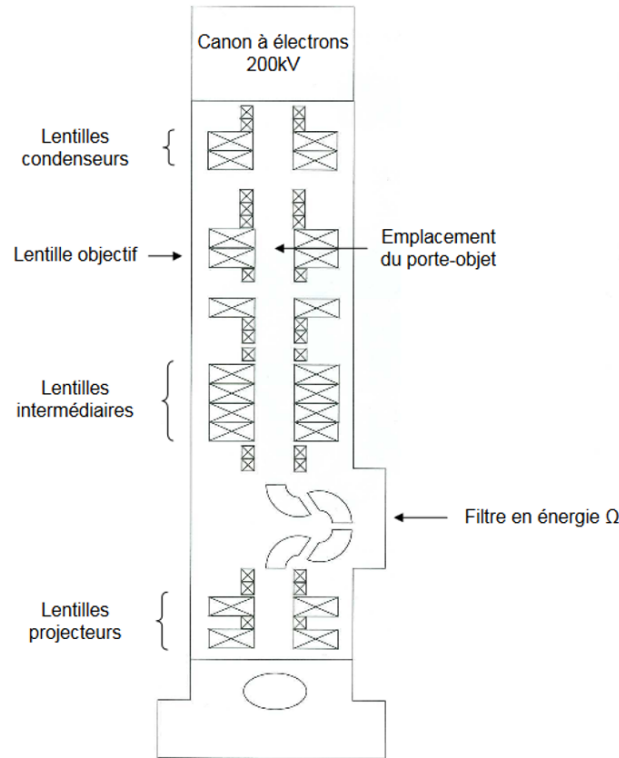 Canon à électrons
200kV
Lentilles
condenseurs
Lentille objectif
Emplacement
du porte-objet
Lentilles
intermédiaires
Filtre en énergie Ω
Lentilles
projecteurs